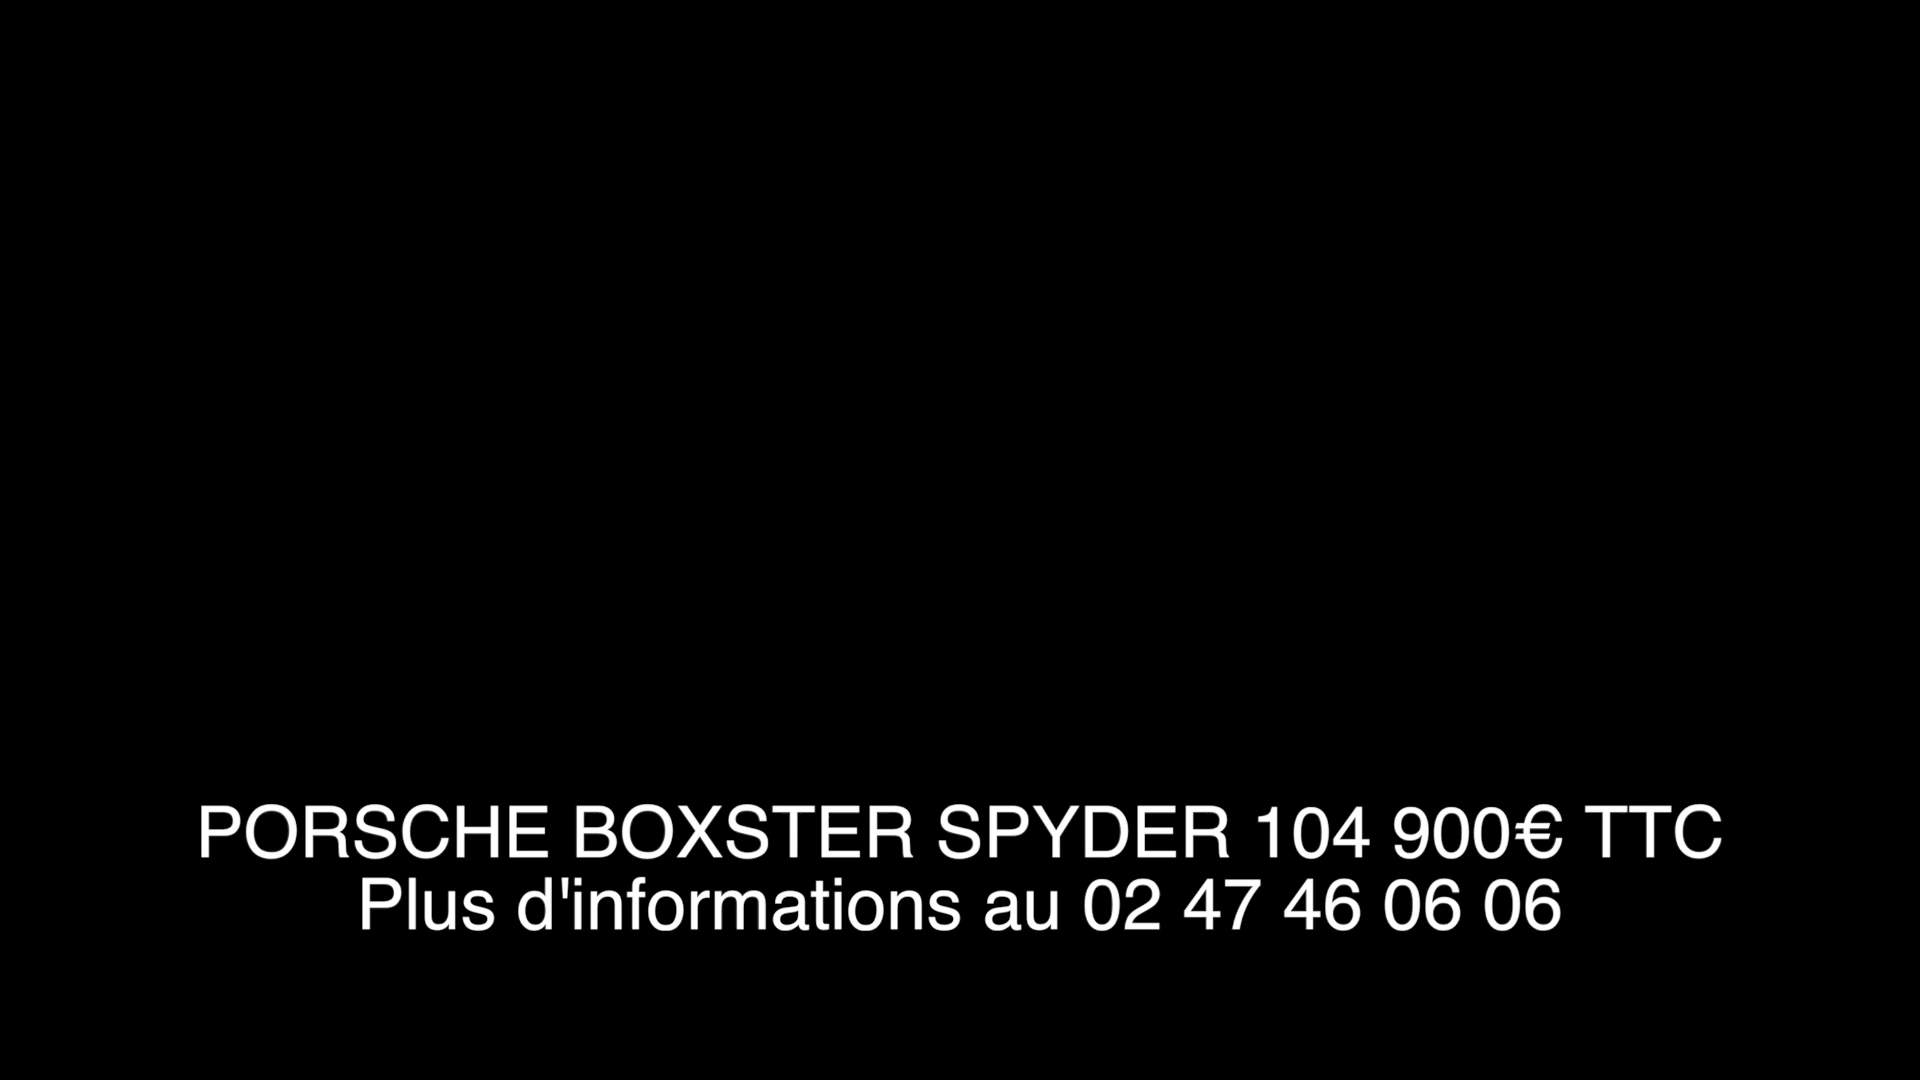 PORSCHE BOXSTER SPYDER 104 900€ TTC
Plus d'informations au 02 47 46 06 06